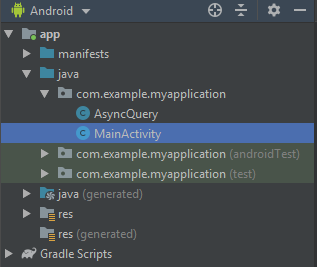 Android
app
manifests
java
com.example.myapplication
AsyncQuery
MainActivity
com.example.myapplication (androidTest)
com.example.myapplication (test)
java (generated)
res
res (generated)
Gradle Scripts